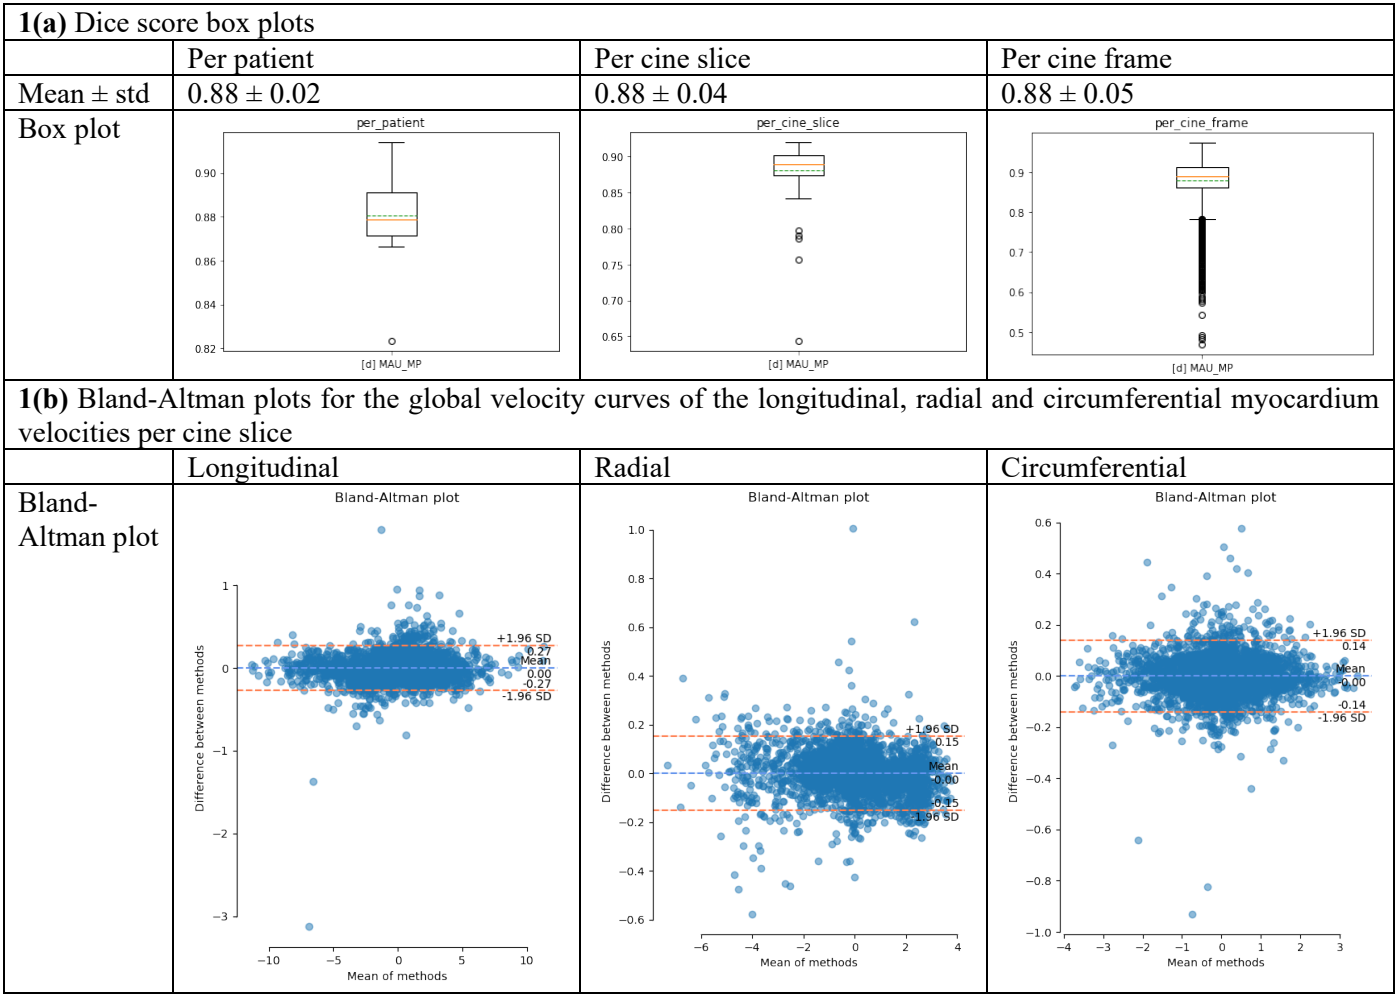 1(a) Dice score box plots
Per patient
Per cine slice
Per cine frame
Mean ± std
0.88 ± 0.02
0.88 ± 0.04
0.88 ± 0.05
Box plot
per_patient
0.90
0.88
0.86
0.84
0.82
[d] MAU_MP
per_cine_slice
0.90
0.85
0.80
0.75
0.70
0.65
[d] MAU_MP
per_cine_frame
0.9
0.8
0.7
0.6
0.5
[d] MAU_MP
1(b) Bland-Altman plots for the global velocity curves of the longitudinal, radial and circumferential myocardium
velocities per cine slice
Longitudinal
Radial
Circumferential
Bland-
Altman plot
Bland-Altman plot
Difference between methods
1
0
−1
−2
−3
+1.96 SD
0.27
Mean
0.00
-0.27
-1.96 SD
−10
−5
0
5
10
Mean of methods
Bland-Altman plot
Difference between methods
1.0
0.8
0.6
0.4
0.2
0.0
−0.2
−0.4
−0.6
+1.96 SD
0.15
Mean
-0.00
-0.15
-1.96 SD
−6
−4
−2
0
2
4
Mean of methods
Bland-Altman plot
Difference between methods
0.6
0.4
0.2
0.0
−0.2
−0.4
−0.6
−0.8
−1.0
+1.96 SD
0.14
Mean
-0.00
-0.14
-1.96 SD
−4
−3
−2
−1
0
1
2
3
Mean of methods